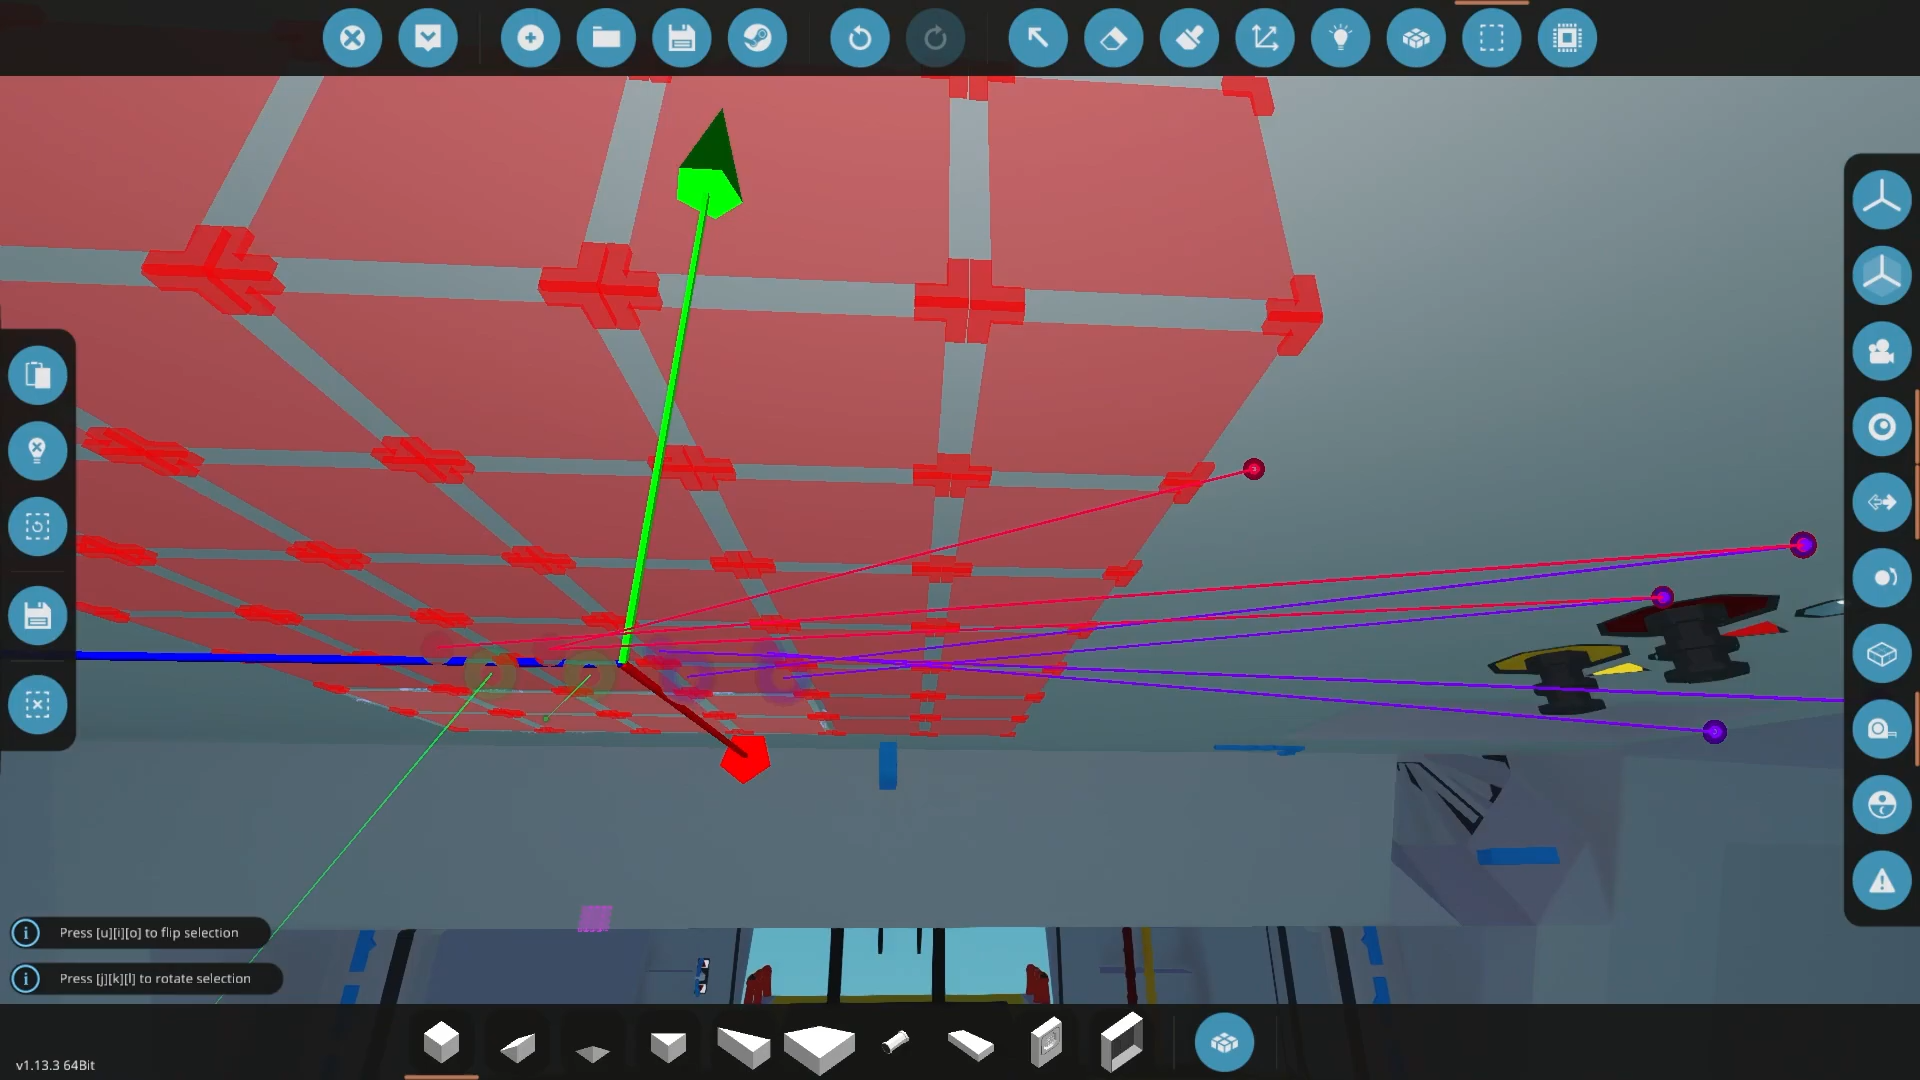 Press [u][i][o] to flip selection
Press [j][k][l] to rotate selection
v1.13.3 64Bit